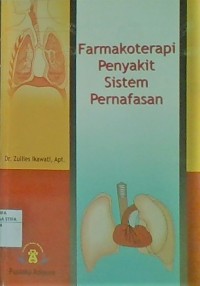 Farmakoterapi
Penyakit
Sistem
Pernafasan
Dr. Zullies Ikawati, Apt.